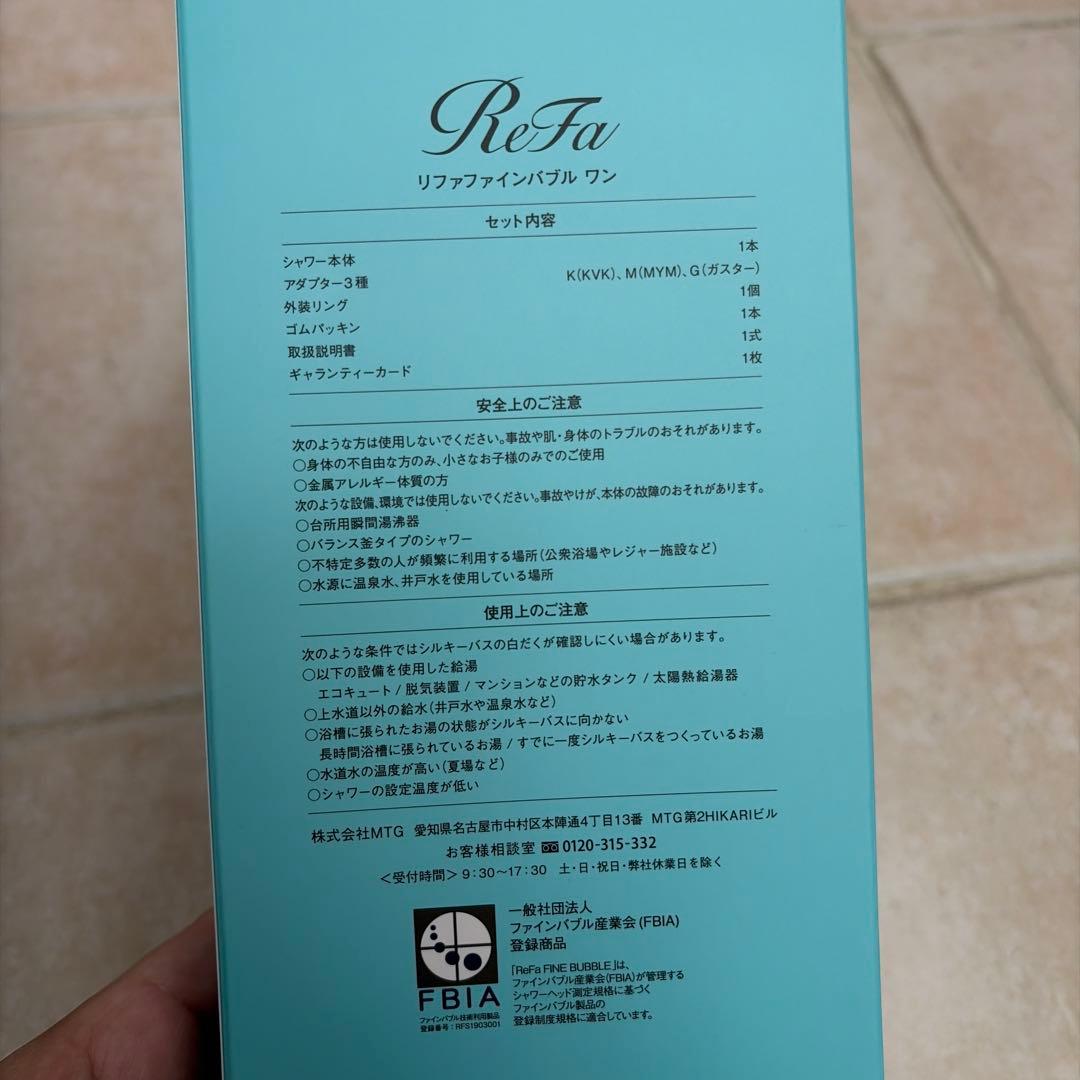 ReFa
リファファインバブル ワン
セット内容
シャワー本体 1本
アダプター3種 K(KVK)、M(MYM)、G(ガスター)
外装リング 1個
ゴムパッキン 1本
取扱説明書 1式
ギャランティーカード 1枚
安全上のご注意
次のような方は使用しないでください。事故や肌・身体のトラブルのおそれがあります。
○身体の不自由な方のみ、小さなお子様のみでのご使用
○金属アレルギー体質の方
次のような設備、環境では使用しないでください。事故やけが、本体の故障のおそれがあります。
○台所用瞬間湯沸器
○バランス釜タイプのシャワー
○不特定多数の人が頻繁に利用する場所(公衆浴場やレジャー施設など)
○水源に温泉水、井戸水を使用している場所
使用上のご注意
次のような条件ではシルキーバスの白だくが確認しにくい場合があります。
○以下の設備を使用した給湯
エコキュート / 脱気装置 / マンションなどの貯水タンク / 太陽熱給湯器
○上水道以外の給水(井戸水や温泉水など)
○浴槽に張られたお湯の状態がシルキーバスに向かない
長時間浴槽に張られているお湯 / すでに一度シルキーバスをつくっているお湯
○水道水の温度が高い(夏場など)
○シャワーの設定温度が低い
株式会社MTG 愛知県名古屋市中村区本陣通4丁目13番 MTG第2HIKARIビル
お客様相談室 0120-315-332
<受付時間> 9:30~17:30 土・日・祝日・弊社休業日を除く
一般社団法人
ファインバブル産業会(FBIA)
登録商品
「ReFa FINE BUBBLE」は、
ファインバブル産業会(FBIA)が管理する
シャワーヘッド測定規格に基づく
ファインバブル製品の
登録制度規格に適合しています。
FBIA
ファインバブル技術利用製品
登録番号:RFS1903001